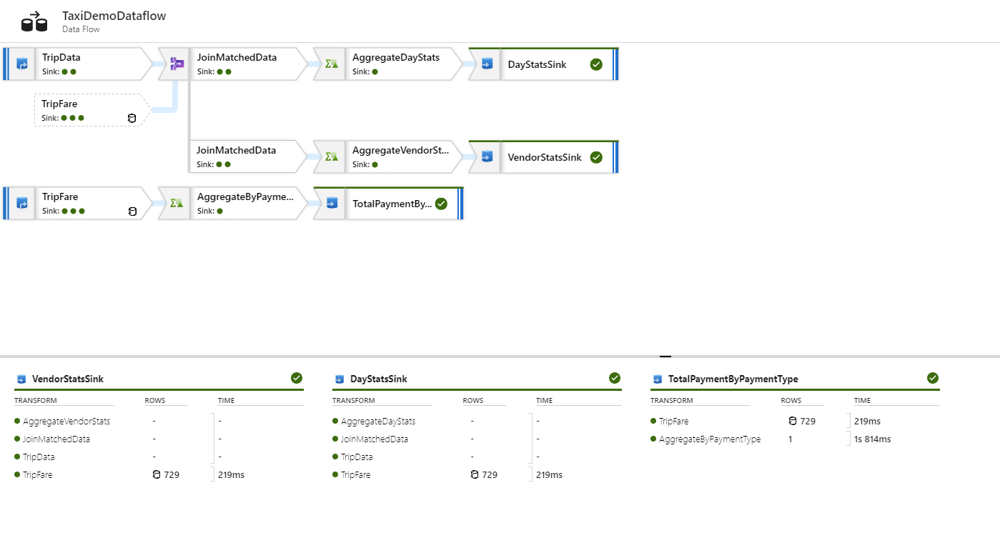 TaxiDemoDataflow
Data Flow
TripData
Sink:
JoinMatchedData
Sink:
AggregateDayStats
Sink:
DayStatsSink
TripFare
Sink:
JoinMatchedData
Sink:
AggregateVendorSt...
Sink:
VendorStatsSink
TripFare
Sink:
AggregateByPayme...
Sink:
TotalPaymentBy...
VendorStatsSink
TRANSFORM ROWS TIME
AggregateVendorStats - -
JoinMatchedData - -
TripData - -
TripFare 729 219ms
DayStatsSink
TRANSFORM ROWS TIME
AggregateDayStats - -
JoinMatchedData - -
TripData - -
TripFare 729 219ms
TotalPaymentByPaymentType
TRANSFORM ROWS TIME
TripFare 729 219ms
AggregateByPaymentType 1 1s 814ms